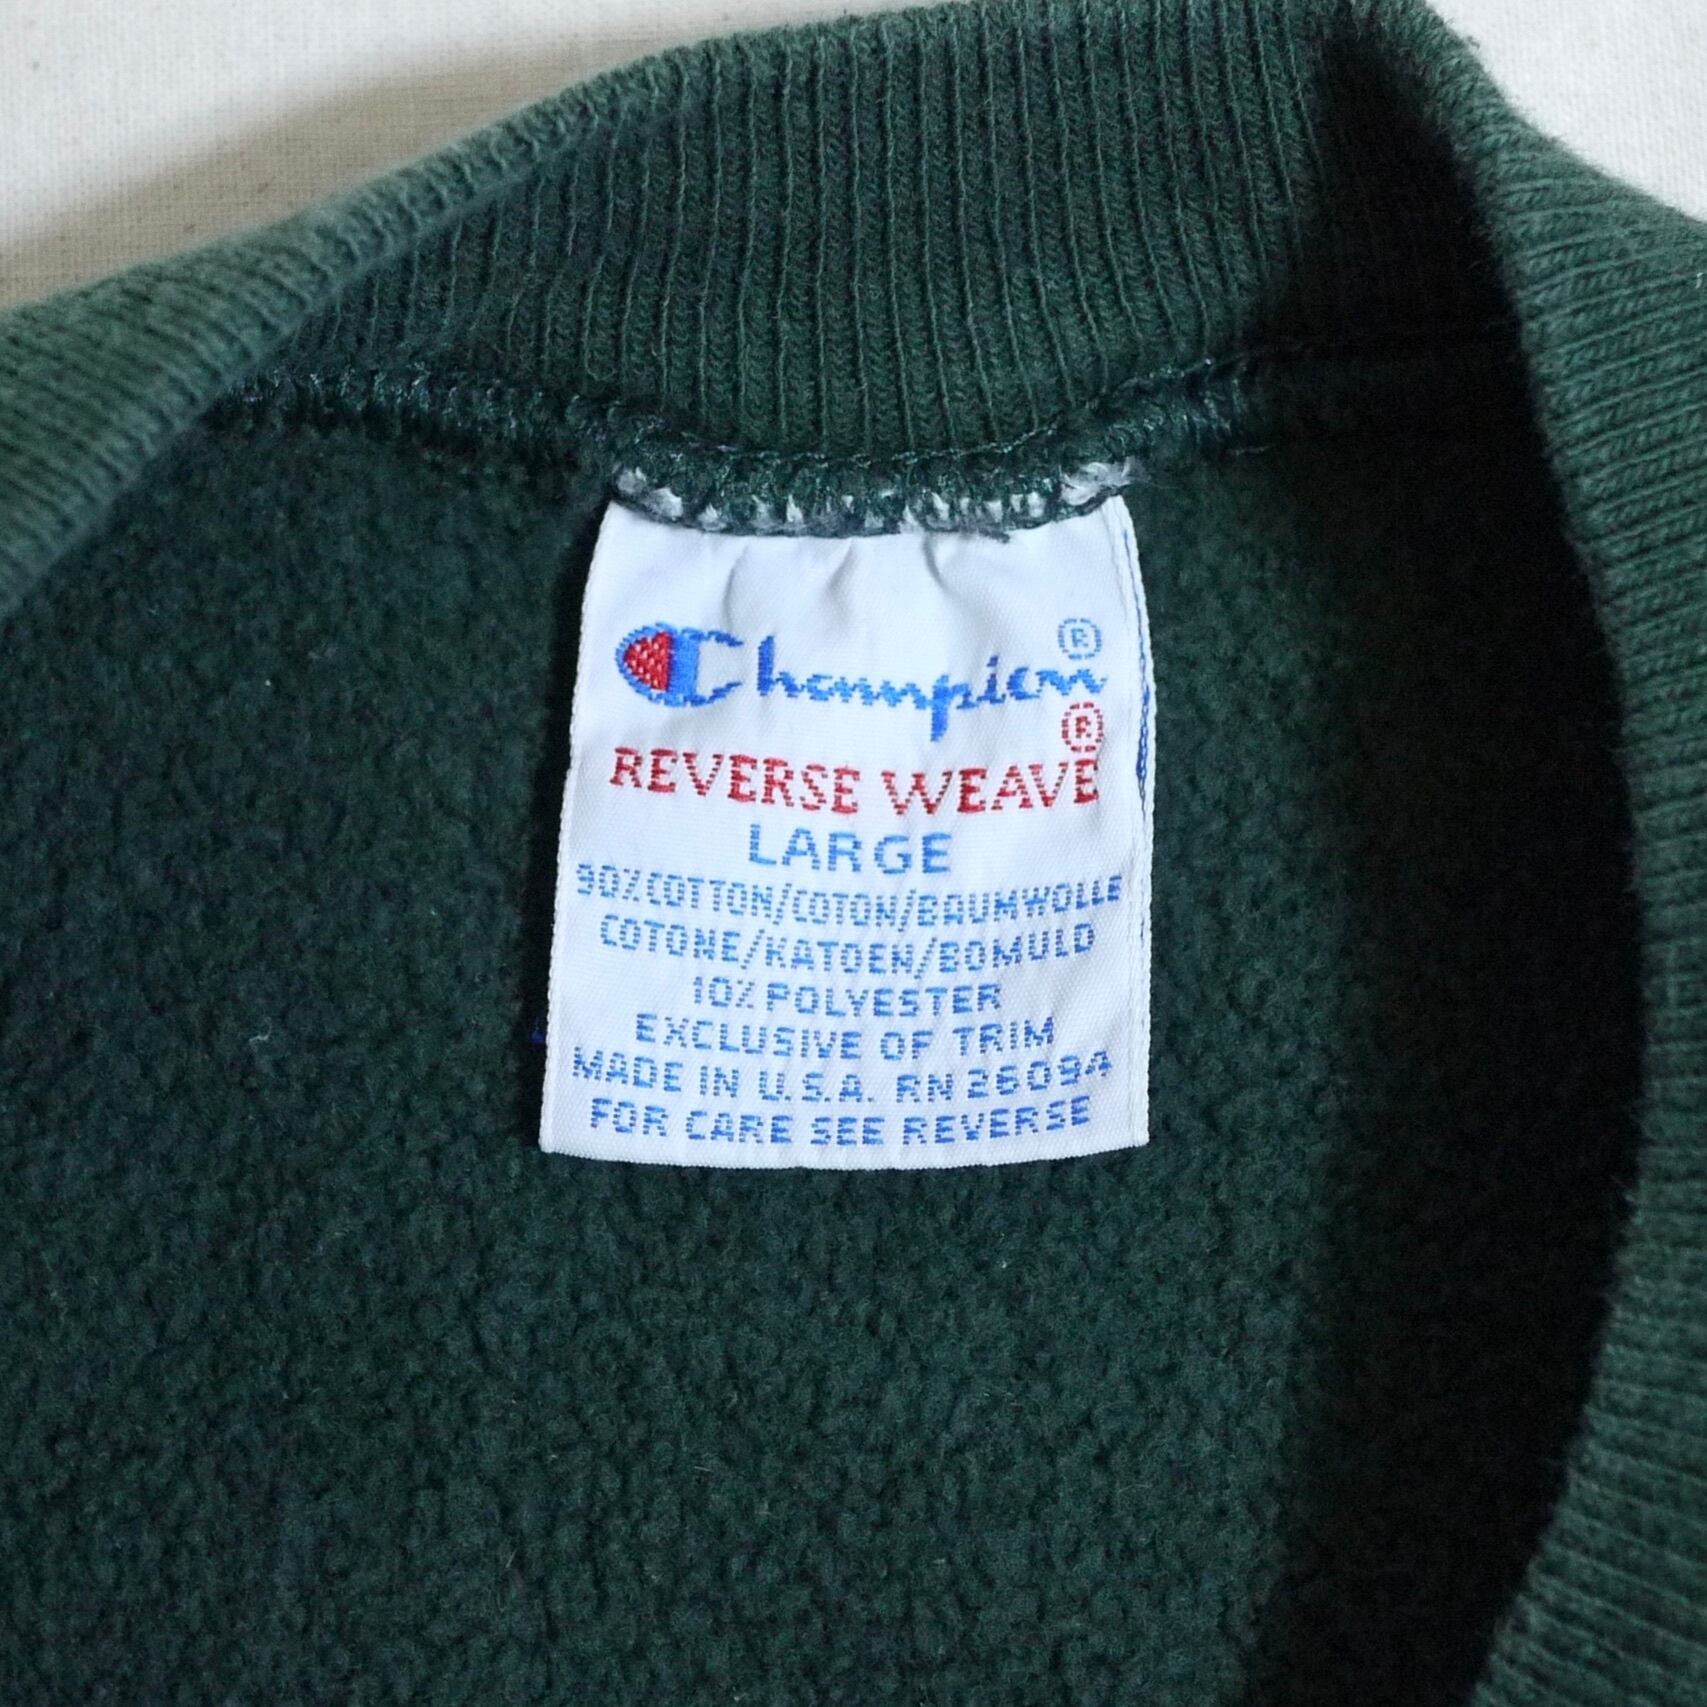 Champion®
REVERSE WEAVE®
LARGE
90% COTTON/COTON/BAUMWOLLE
COTONE/KATOEN/BOMULD
10% POLYESTER
EXCLUSIVE OF TRIM
MADE IN U.S.A. RN 26094
FOR CARE SEE REVERSE